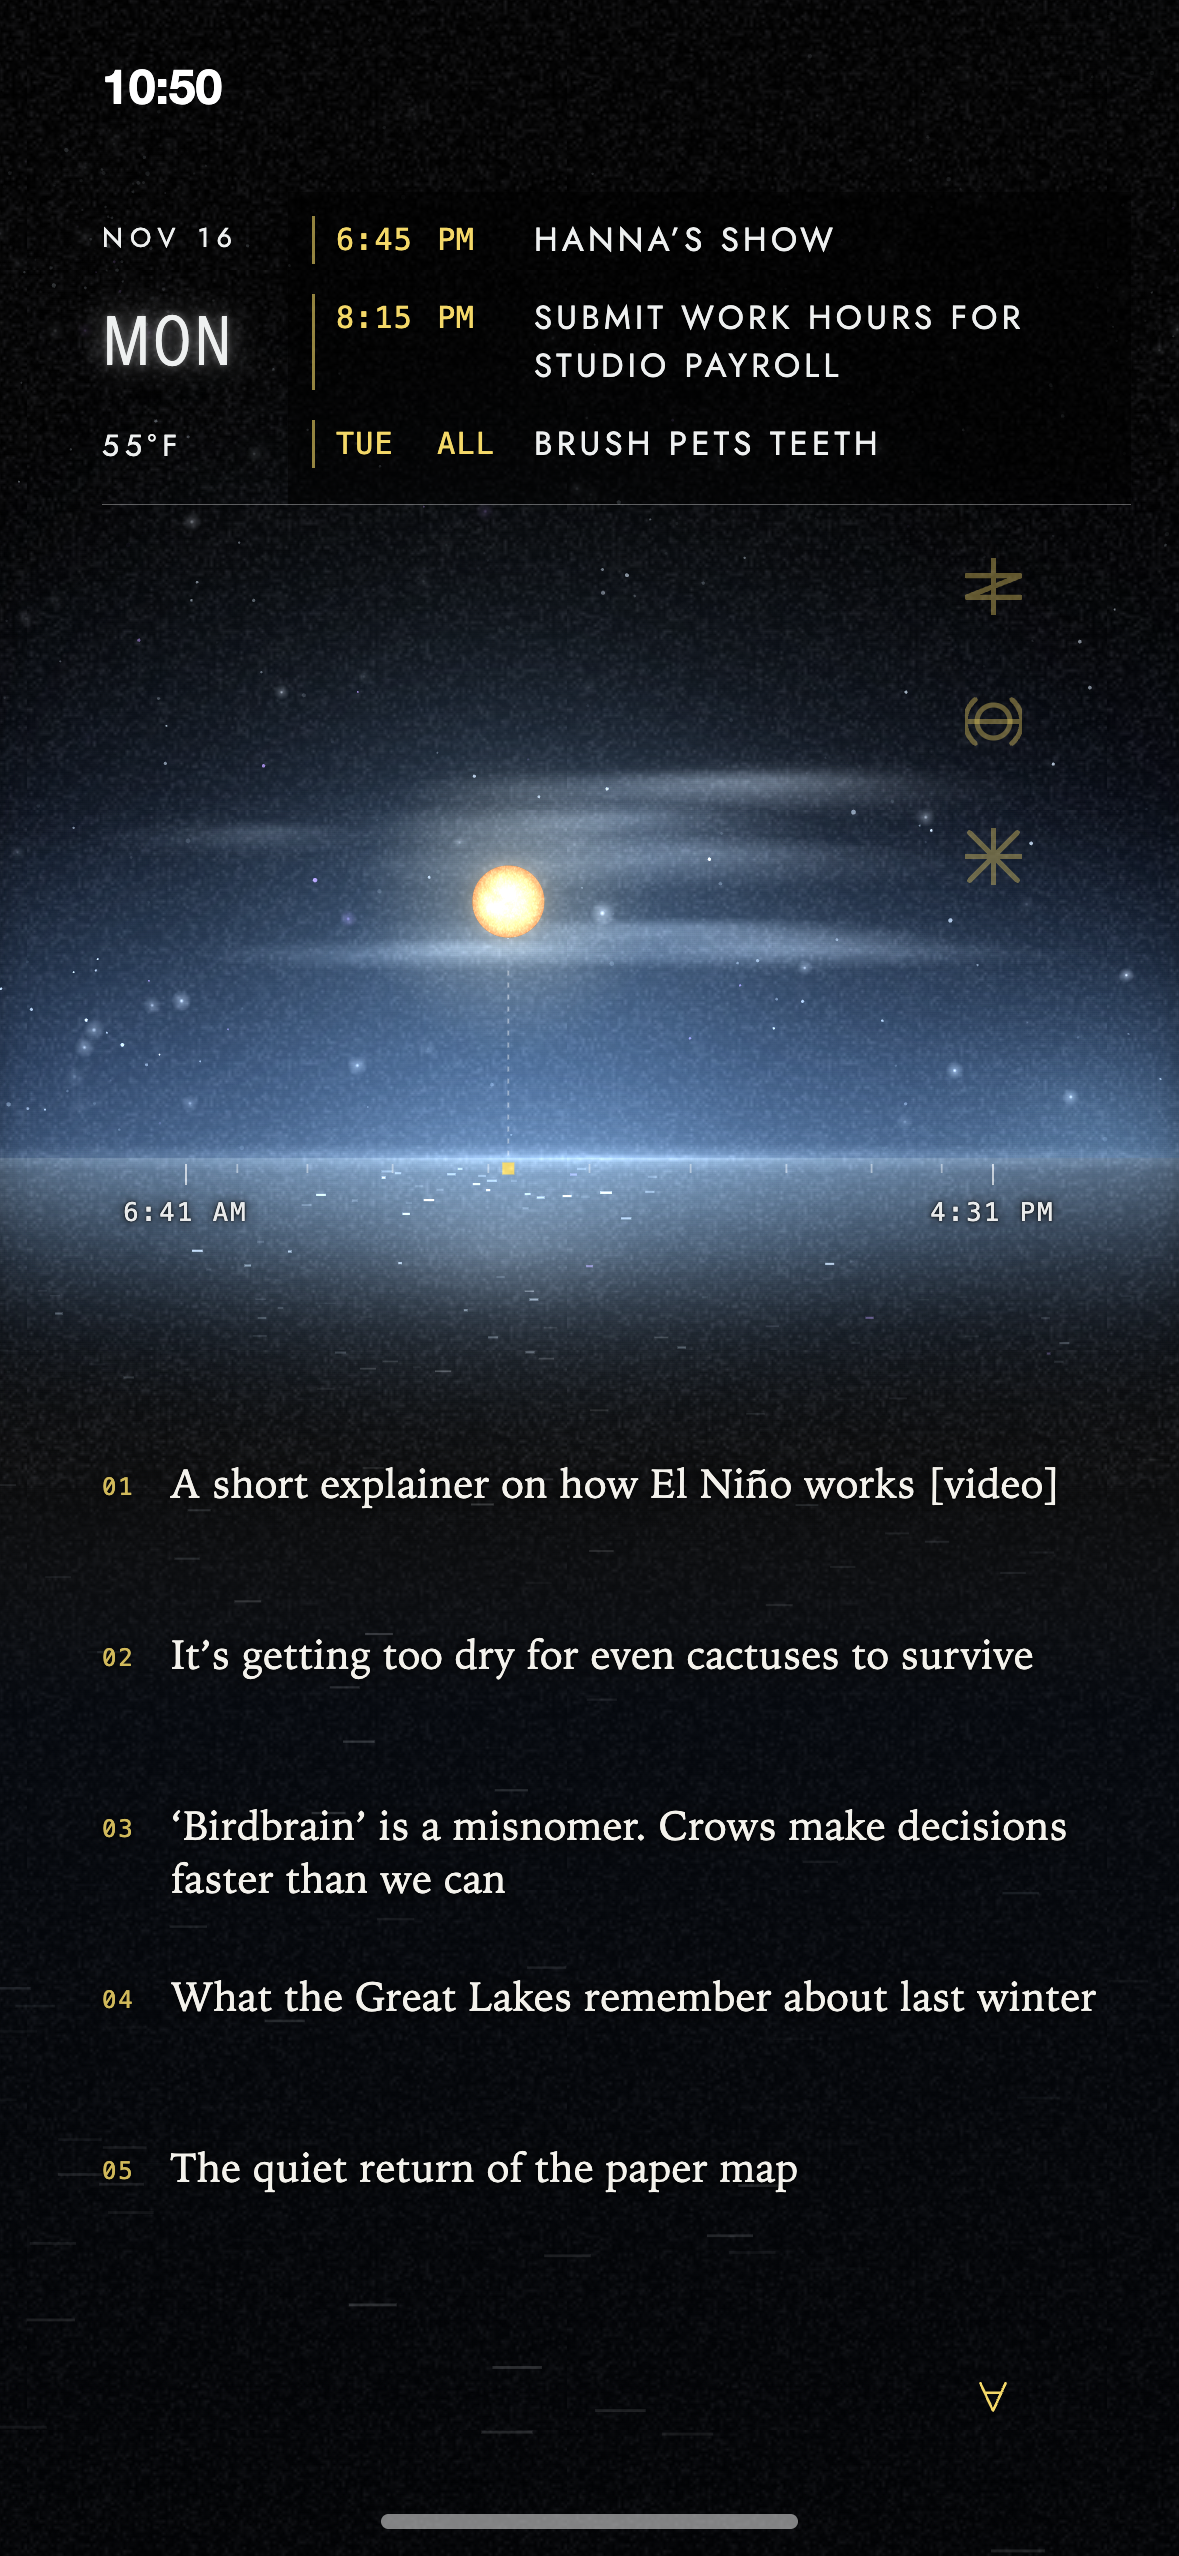 10:50
NOV 16
MON
55°F
6:45 PM HANNA’S SHOW
8:15 PM SUBMIT WORK HOURS FOR
STUDIO PAYROLL
TUE ALL BRUSH PETS TEETH
6:41 AM
4:31 PM
01 A short explainer on how El Niño works [video]
02 It’s getting too dry for even cactuses to survive
03 ‘Birdbrain’ is a misnomer. Crows make decisions
faster than we can
04 What the Great Lakes remember about last winter
05 The quiet return of the paper map